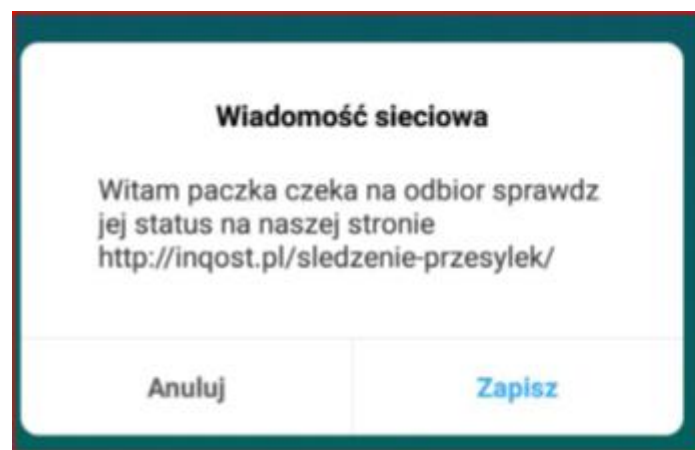 Wiadomość sieciowa
Witam paczka czeka na odbior sprawdz
jej status na naszej stronie
http://inqost.pl/sledzenie-przesylek/
Anuluj
Zapisz